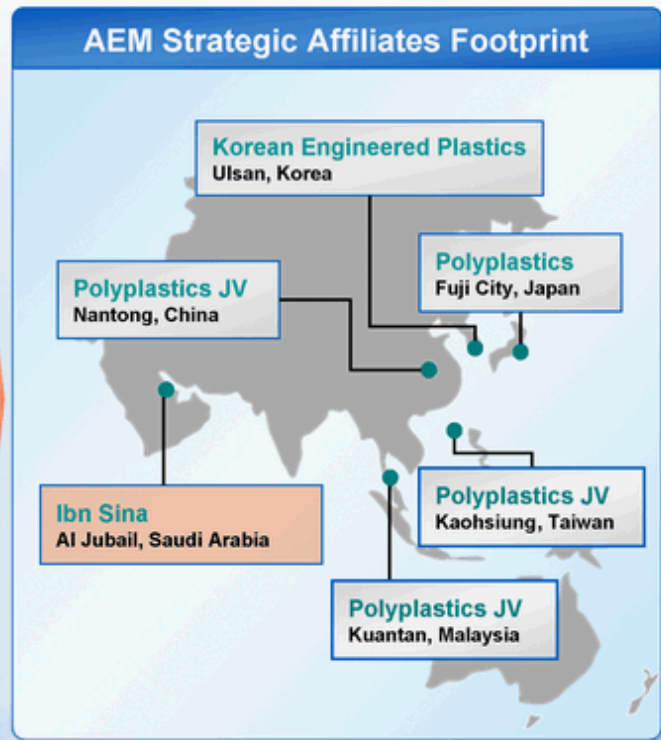 AEM Strategic Affiliates Footprint
Korean Engineered Plastics
Ulsan, Korea
Polyplastics
Fuji City, Japan
Polyplastics JV
Nantong, China
Ibn Sina
Al Jubail, Saudi Arabia
Polyplastics JV
Kaohsiung, Taiwan
Polyplastics JV
Kuantan, Malaysia